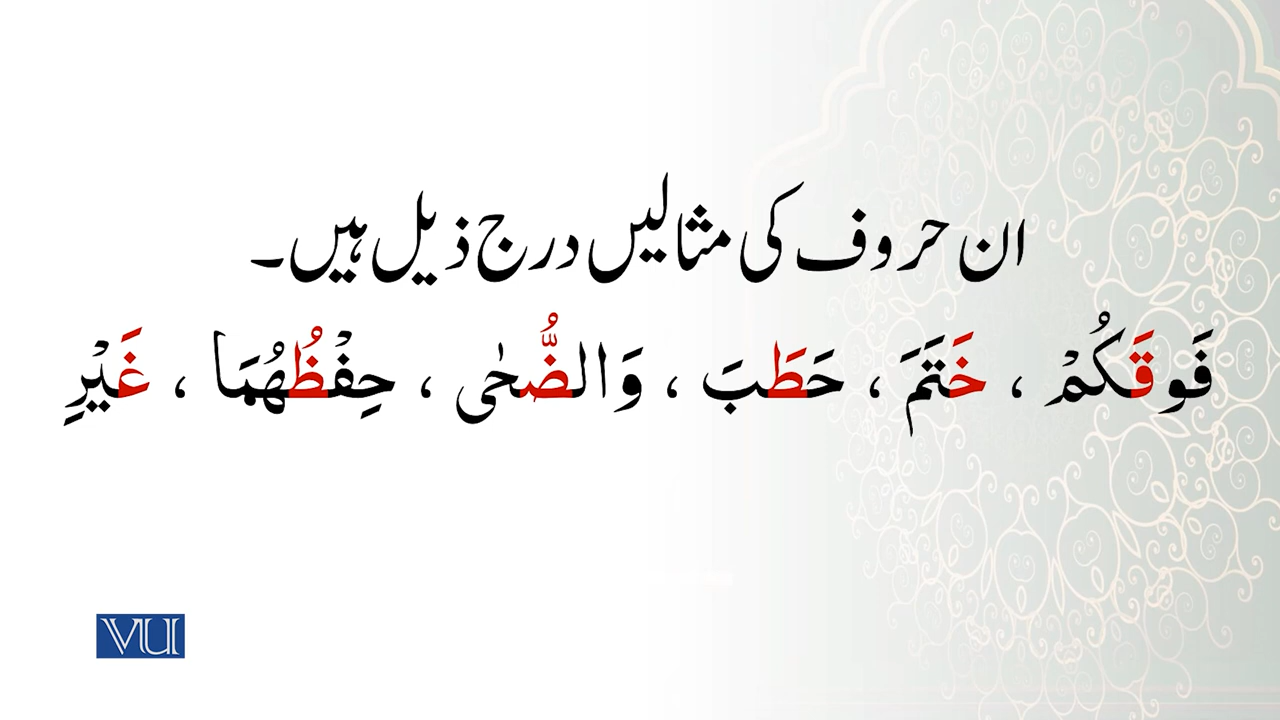 ان حروف کی مثالیں درج ذیل ہیں۔
فَوقَكُمْ ، خَتَمَ ، حَطَبَ ، وَالضُّحٰى ، حِفْظُهُمَا ، غَيْرِ
VU